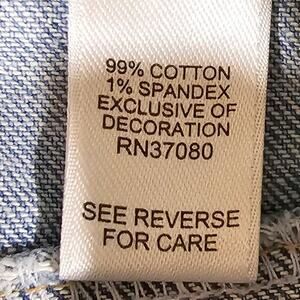 99% COTTON
1% SPANDEX
EXCLUSIVE OF
DECORATION
RN37080
SEE REVERSE
FOR CARE